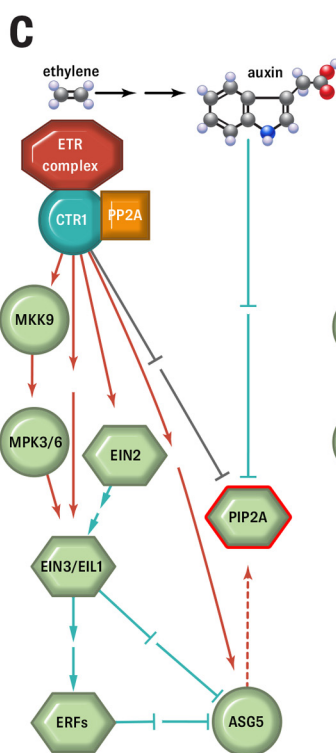 C
ethylene
auxin
ETR
complex
CTR1
PP2A
MKK9
MPK3/6
EIN2
PIP2A
EIN3/EIL1
ERFs
ASG5